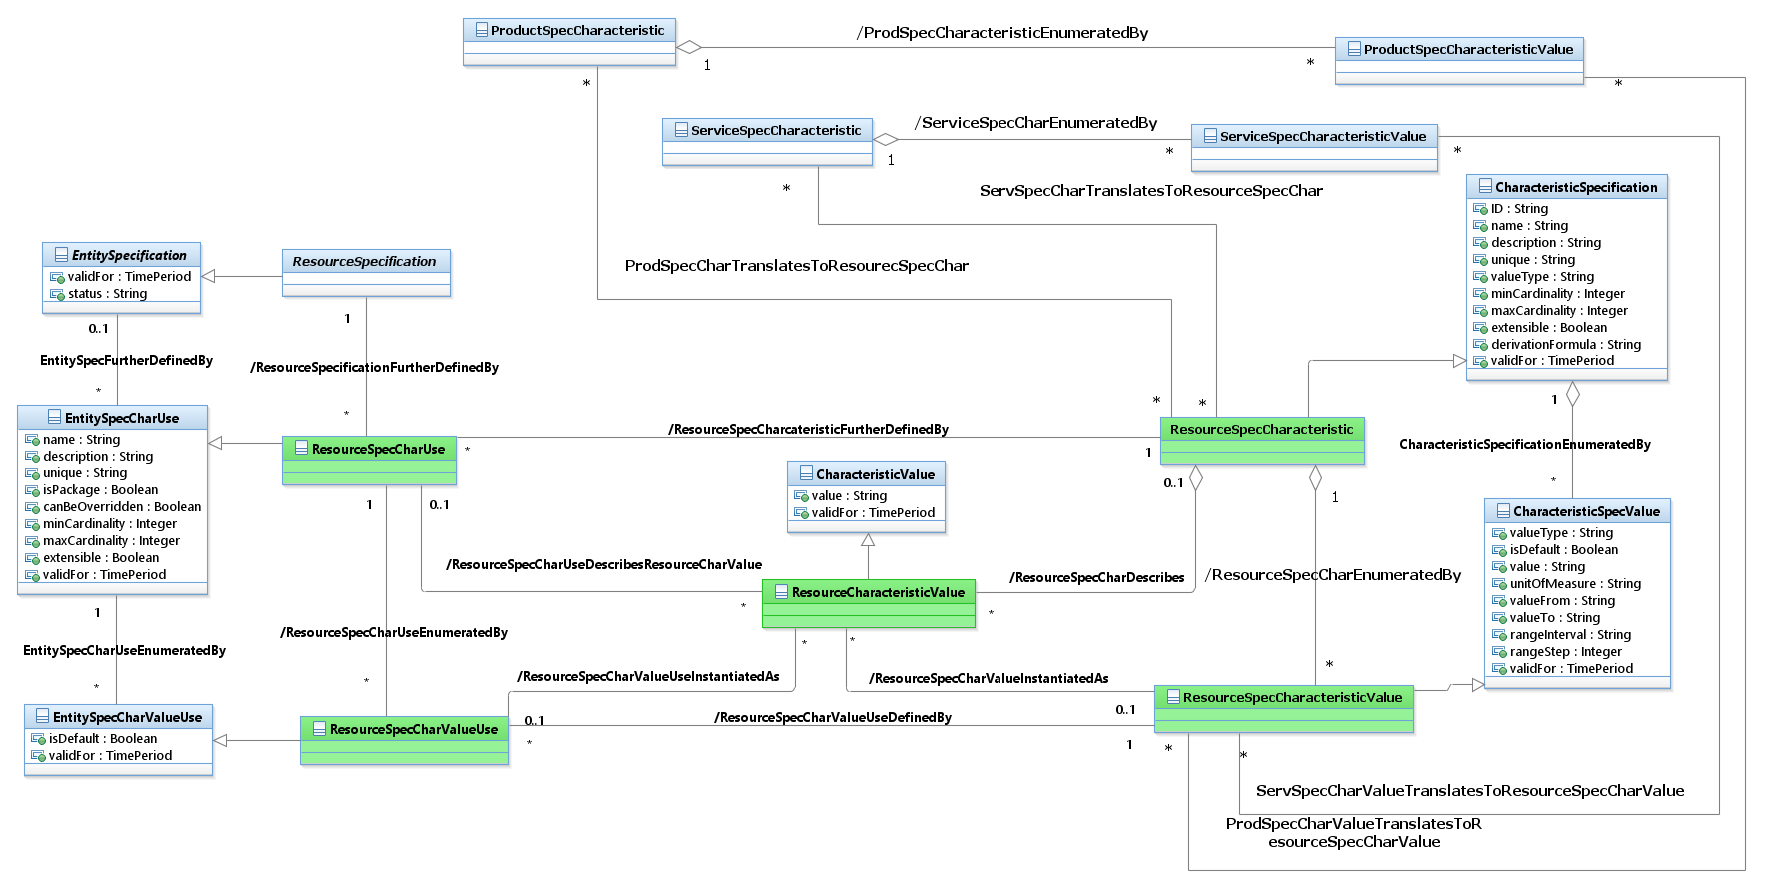 ProductSpecCharacteristic
/ProdSpecCharacteristicEnumeratedBy
1
*
ProductSpecCharacteristicValue
*
*
ServiceSpecCharacteristic
/ServiceSpecCharEnumeratedBy
1
*
ServiceSpecCharacteristicValue
*
*
ServSpecCharTranslatesToResourceSpecChar
ProdSpecCharTranslatesToResourecSpecChar
CharacteristicSpecification
ID : String
name : String
description : String
unique : String
valueType : String
minCardinality : Integer
maxCardinality : Integer
extensible : Boolean
derivationFormula : String
validFor : TimePeriod
EntitySpecification
validFor : TimePeriod
status : String
ResourceSpecification
0..1
EntitySpecFurtherDefinedBy
*
1
/ResourceSpecificationFurtherDefinedBy
*
EntitySpecCharUse
name : String
description : String
unique : String
isPackage : Boolean
canBeOverridden : Boolean
minCardinality : Integer
maxCardinality : Integer
extensible : Boolean
validFor : TimePeriod
ResourceSpecCharUse
*
/ResourceSpecCharcateristicFurtherDefinedBy
1
*
*
ResourceSpecCharacteristic
1
CharacteristicSpecificationEnumeratedBy
*
CharacteristicValue
value : String
validFor : TimePeriod
0..1
1
1
0..1
CharacteristicSpecValue
valueType : String
isDefault : Boolean
value : String
unitOfMeasure : String
valueFrom : String
valueTo : String
rangeInterval : String
rangeStep : Integer
validFor : TimePeriod
/ResourceSpecCharUseDescribesResourceCharValue
*
ResourceCharacteristicValue
/ResourceSpecCharDescribes
*
/ResourceSpecCharEnumeratedBy
*
1
EntitySpecCharUseEnumeratedBy
*
/ResourceSpecCharUseEnumeratedBy
*
*
*
/ResourceSpecCharValueUseInstantiatedAs
/ResourceSpecCharValueInstantiatedAs
EntitySpecCharValueUse
isDefault : Boolean
validFor : TimePeriod
ResourceSpecCharValueUse
0..1
*
/ResourceSpecCharValueUseDefinedBy
0..1
1
ResourceSpecCharacteristicValue
*
*
ServSpecCharValueTranslatesToResourceSpecCharValue
ProdSpecCharValueTranslatesToR
esourceSpecCharValue